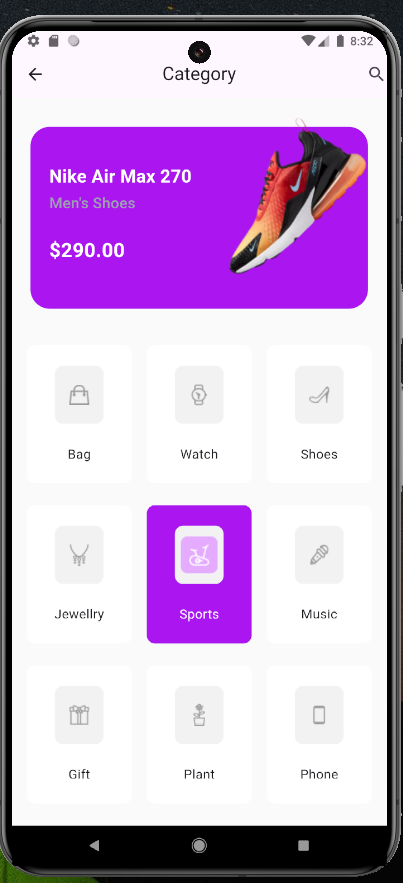 8:32
Category
Nike Air Max 270
Men's Shoes
$290.00
Bag Watch Shoes
Jewellry Sports Music
Gift Plant Phone